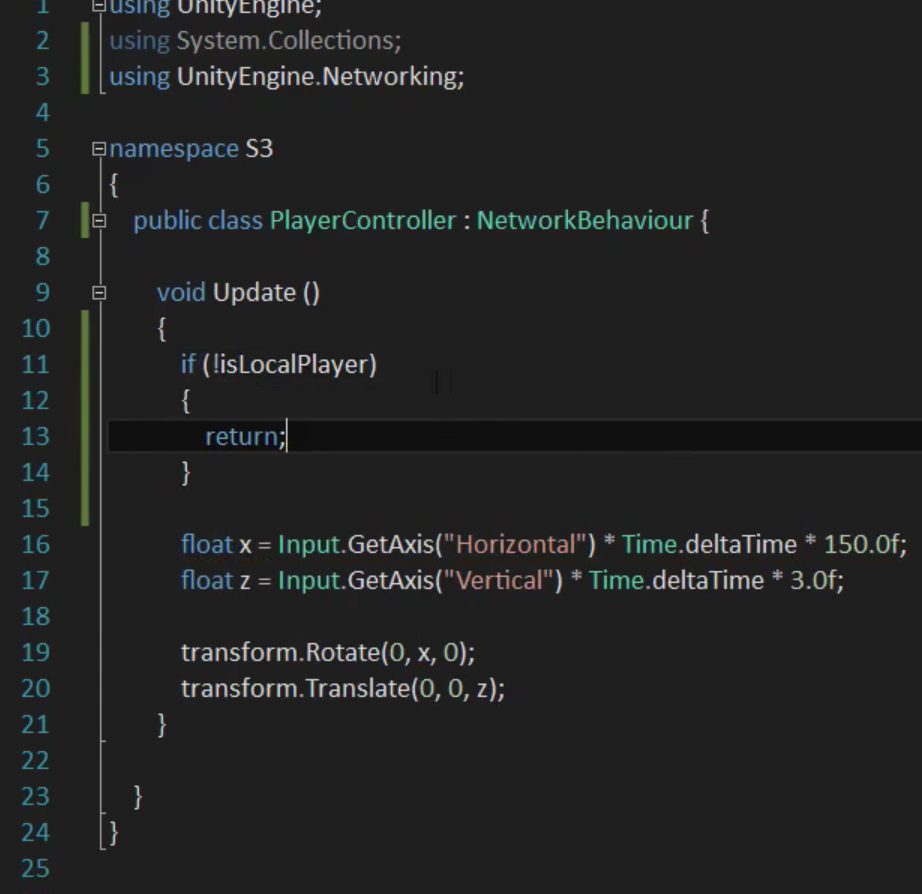 1 using UnityEngine;
2 using System.Collections;
3 using UnityEngine.Networking;
4
5 namespace S3
6 {
7 public class PlayerController : NetworkBehaviour {
8
9 void Update ()
10 {
11 if (!isLocalPlayer)
12 {
13 return;
14 }
15
16 float x = Input.GetAxis("Horizontal") * Time.deltaTime * 150.0f;
17 float z = Input.GetAxis("Vertical") * Time.deltaTime * 3.0f;
18
19 transform.Rotate(0, x, 0);
20 transform.Translate(0, 0, z);
21 }
22
23 }
24 }
25